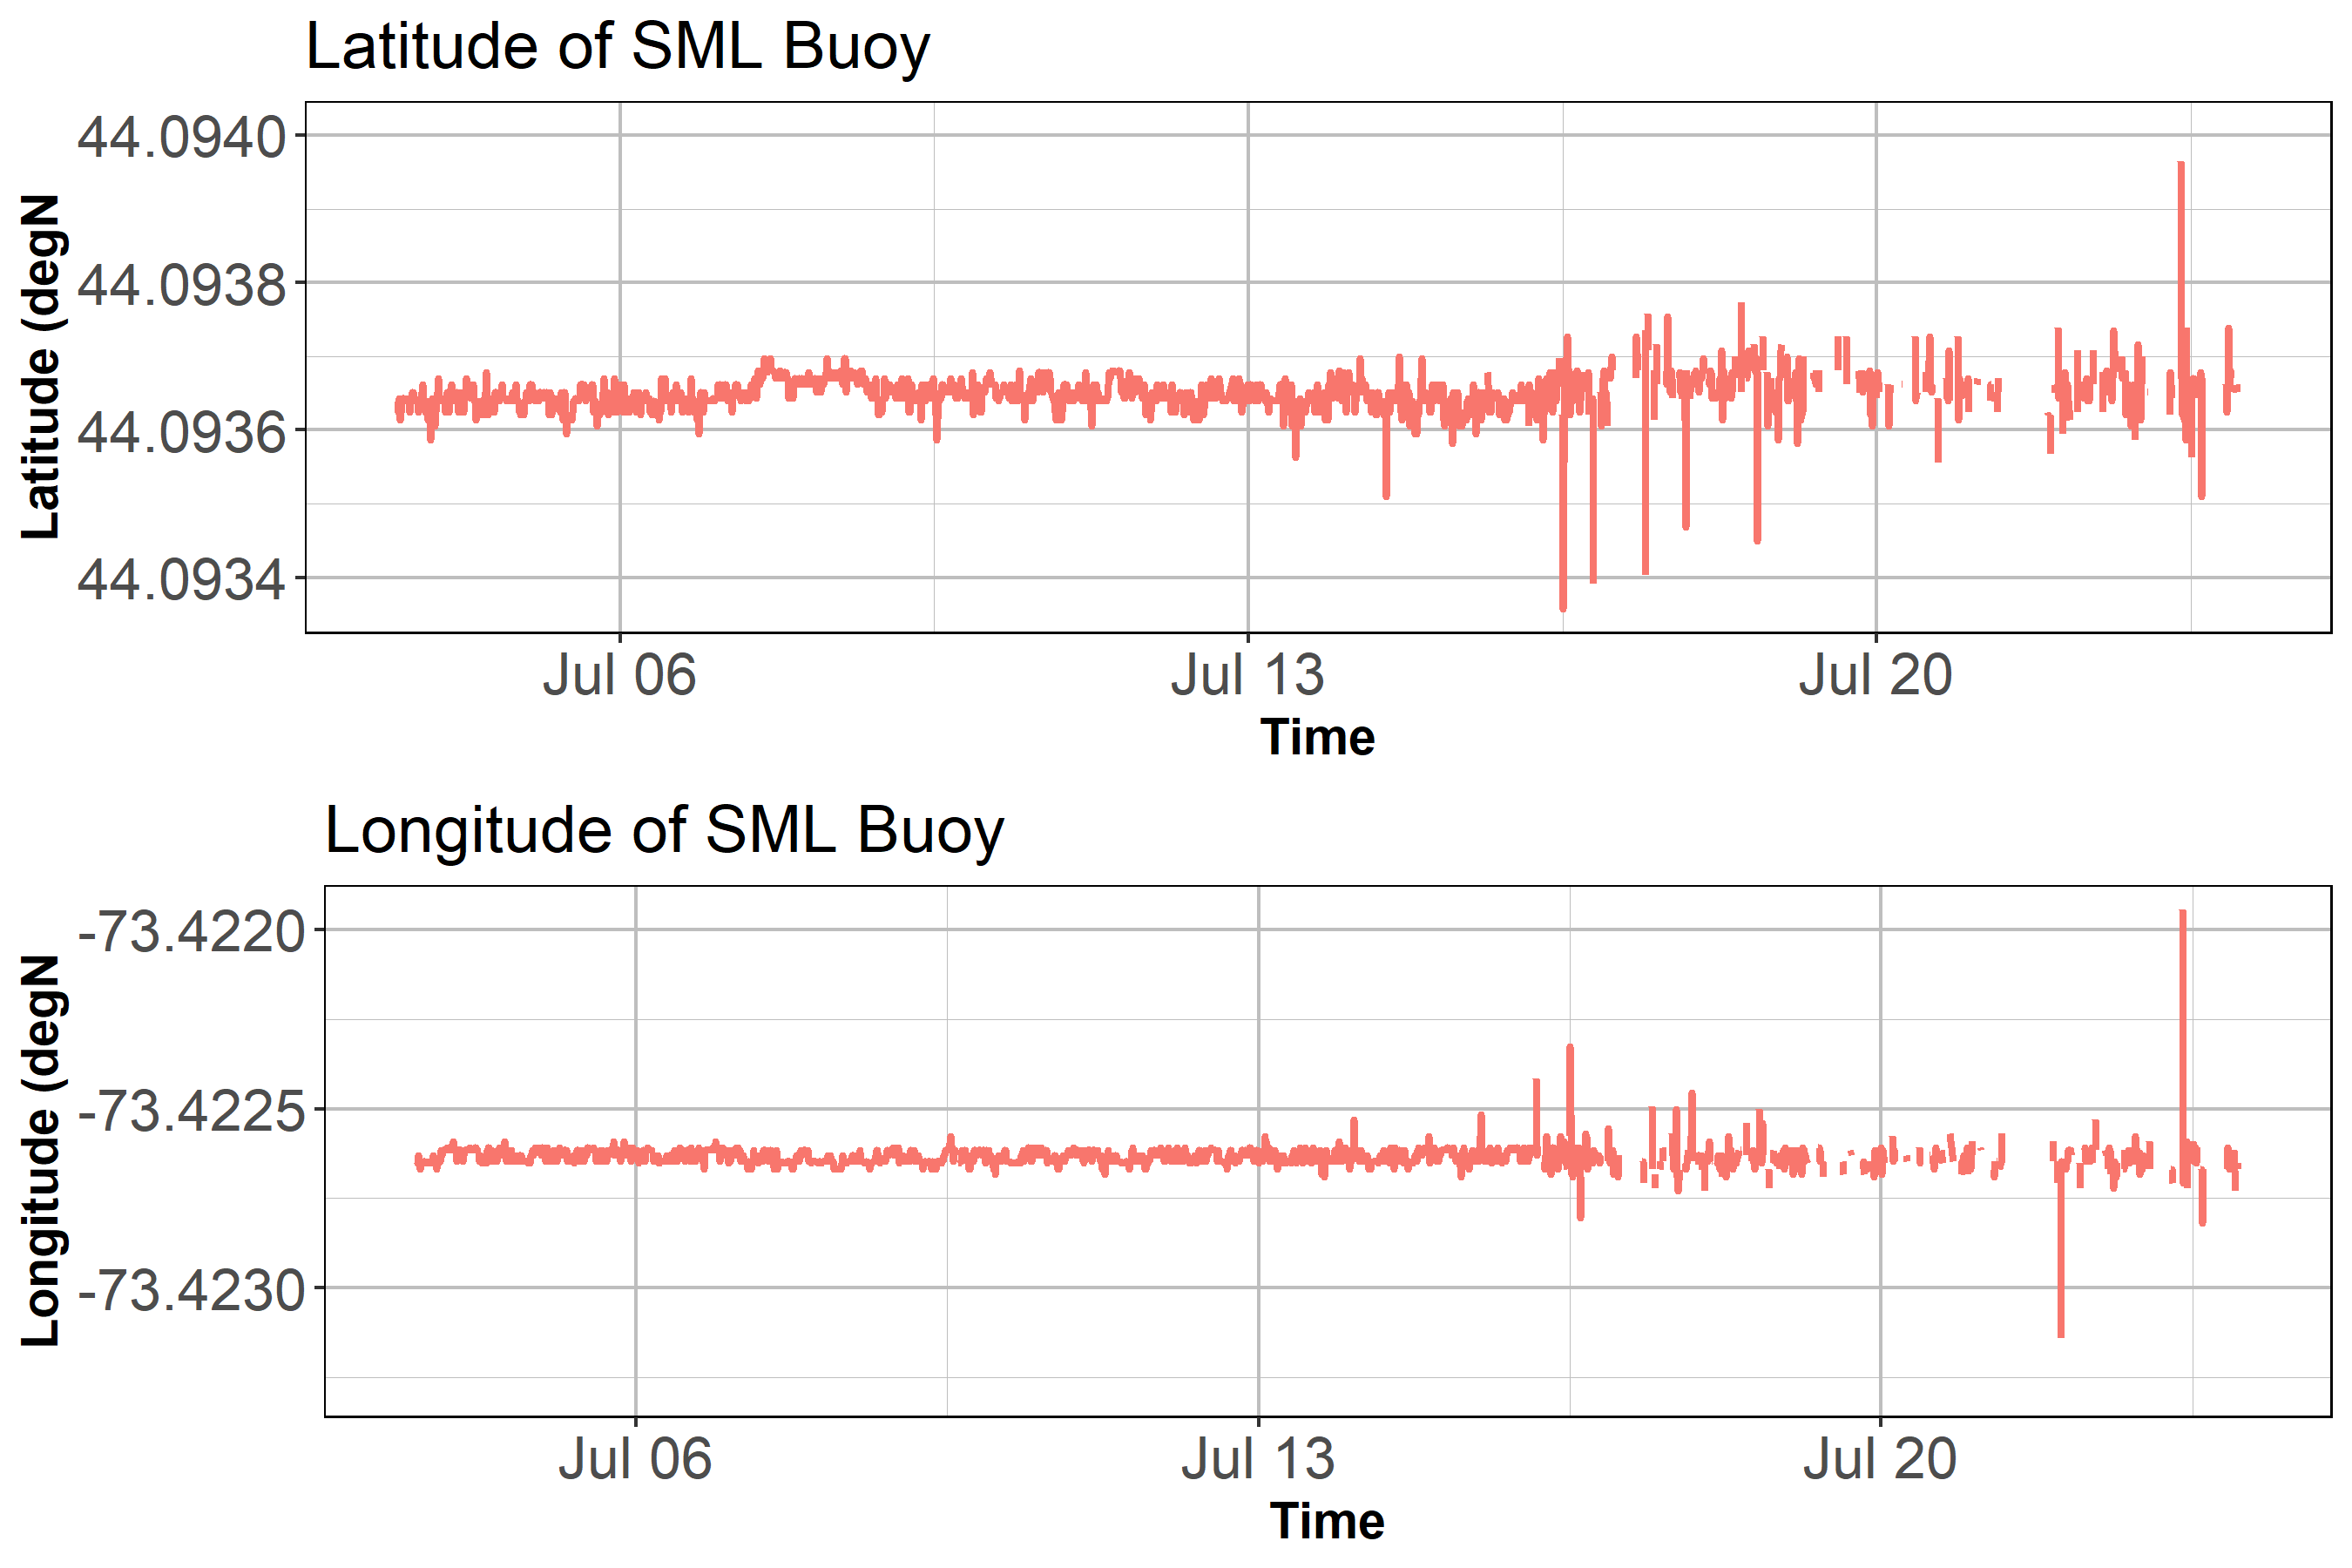 Latitude of SML Buoy
Latitude (degN
44.0940
44.0938
44.0936
44.0934
Jul 06 Jul 13 Jul 20
Time
Longitude of SML Buoy
Longitude (degN
-73.4220
-73.4225
-73.4230
Jul 06 Jul 13 Jul 20
Time